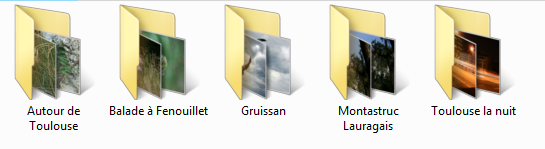 Autour de
Toulouse
Balade à Fenouillet
Gruissan
Montastruc
Lauragais
Toulouse la nuit